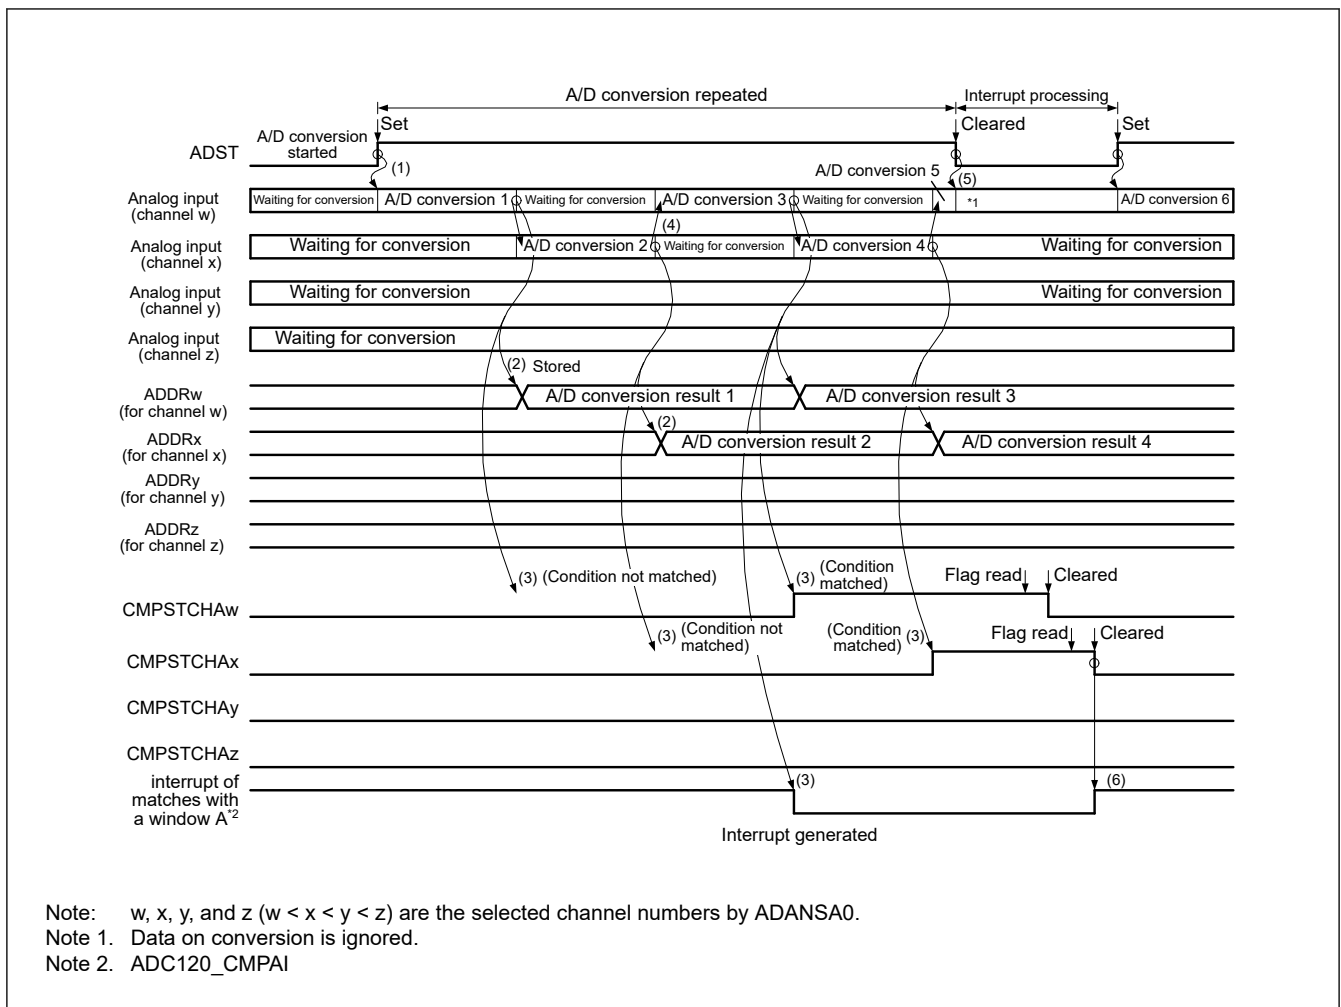 A/D conversion repeated
Interrupt processing
Set
Cleared
Set
A/D conversion
started
ADST
(1)
A/D conversion 5
(5)
Analog input
(channel w)
Waiting for conversion
A/D conversion 1
Waiting for conversion
A/D conversion 3
Waiting for conversion
*1
A/D conversion 6
(4)
Analog input
(channel x)
Waiting for conversion
A/D conversion 2
Waiting for conversion
A/D conversion 4
Waiting for conversion
Analog input
(channel y)
Waiting for conversion
Waiting for conversion
Analog input
(channel z)
Waiting for conversion
(2) Stored
ADDRw
(for channel w)
A/D conversion result 1
A/D conversion result 3
(2)
ADDRx
(for channel x)
A/D conversion result 2
A/D conversion result 4
ADDRy
(for channel y)
ADDRz
(for channel z)
(3) (Condition not matched)
(3) (Condition
matched)
Flag read
Cleared
CMPSTCHAw
(3) (Condition not
matched)
(Condition
matched) (3)
Flag read
Cleared
CMPSTCHAx
CMPSTCHAy
CMPSTCHAz
interrupt of
matches with
a window A*2
(3)
(6)
Interrupt generated
Note: w, x, y, and z (w < x < y < z) are the selected channel numbers by ADANSA0.
Note 1. Data on conversion is ignored.
Note 2. ADC120_CMPAI